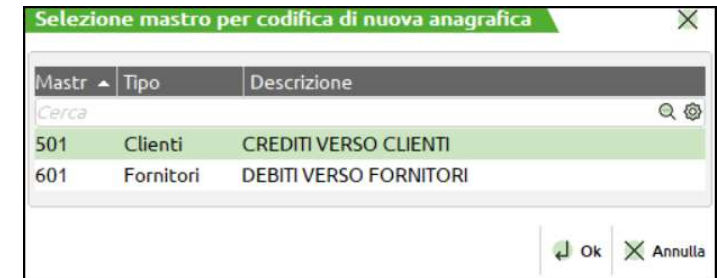 Selezione mastro per codifica di nuova anagrafica
Mastr Tipo Descrizione
Cerca
501 Clienti CREDITI VERSO CLIENTI
601 Fornitori DEBITI VERSO FORNITORI
Ok Annulla